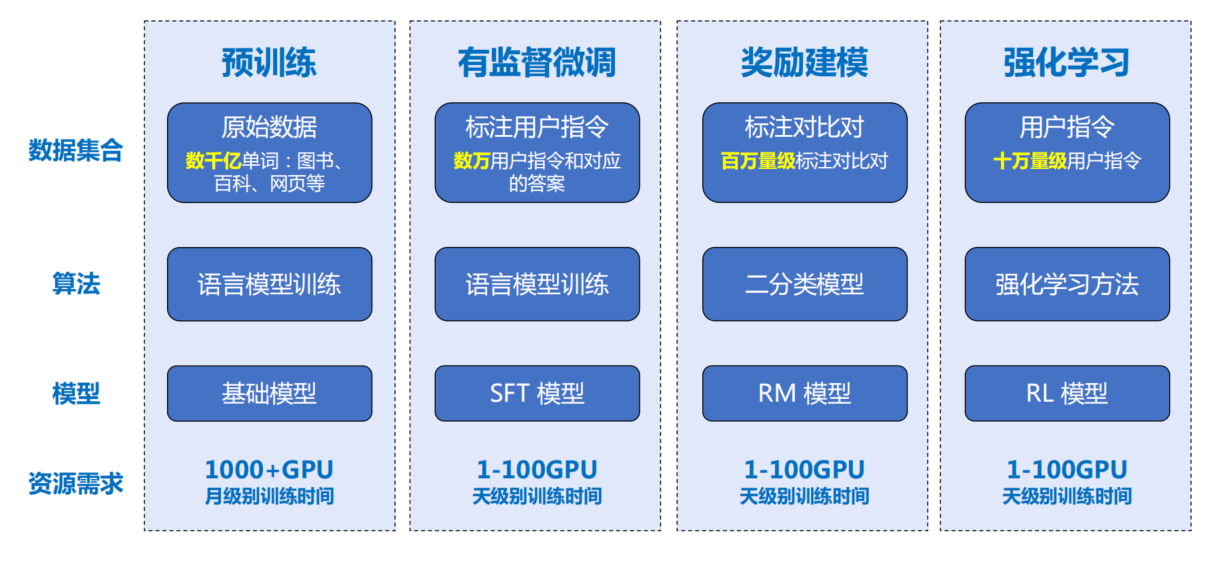 预训练
有监督微调
奖励建模
强化学习
数据集合
原始数据
数千亿单词：图书、
百科、网页等
标注用户指令
数万用户指令和对应
的答案
标注对比对
百万量级标注对比对
用户指令
十万量级用户指令
算法
语言模型训练
语言模型训练
二分类模型
强化学习方法
模型
基础模型
SFT 模型
RM 模型
RL 模型
资源需求
1000+GPU
月级别训练时间
1-100GPU
天级别训练时间
1-100GPU
天级别训练时间
1-100GPU
天级别训练时间